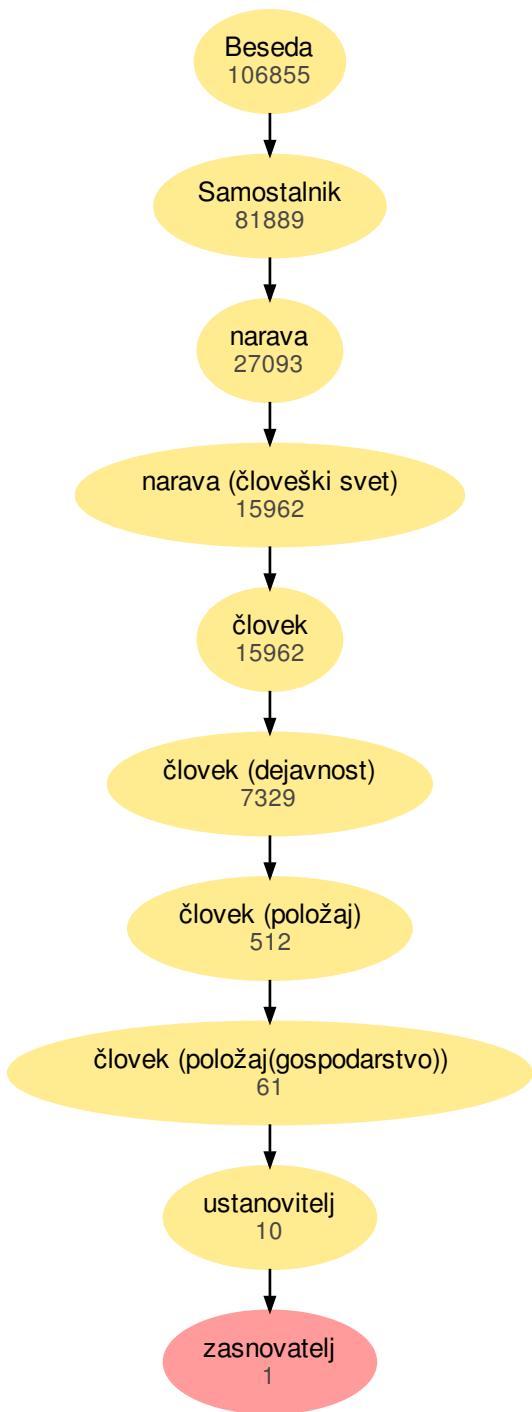 Beseda
106855
Samostalnik
81889
narava
27093
narava (človeški svet)
15962
človek
15962
človek (dejavnost)
7329
človek (položaj)
512
človek (položaj(gospodarstvo))
61
ustanovitelj
10
zasnovatelj
1